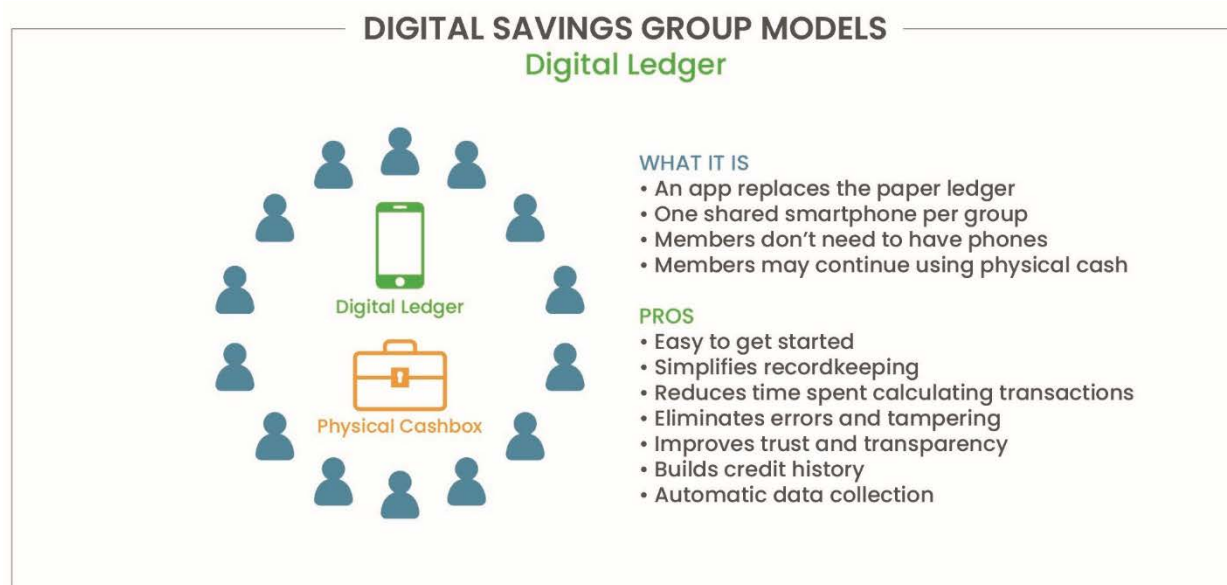 DIGITAL SAVINGS GROUP MODELS
Digital Ledger
Digital Ledger
Physical Cashbox
WHAT IT IS
• An app replaces the paper ledger
• One shared smartphone per group
• Members don’t need to have phones
• Members may continue using physical cash
PROS
• Easy to get started
• Simplifies recordkeeping
• Reduces time spent calculating transactions
• Eliminates errors and tampering
• Improves trust and transparency
• Builds credit history
• Automatic data collection